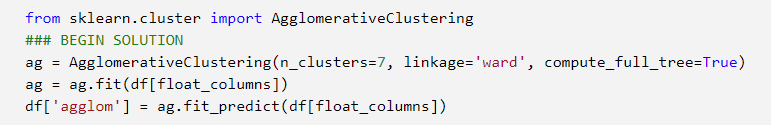 from sklearn.cluster import AgglomerativeClustering
### BEGIN SOLUTION
ag = AgglomerativeClustering(n_clusters=7, linkage='ward', compute_full_tree=True)
ag = ag.fit(df[float_columns])
df['agglom'] = ag.fit_predict(df[float_columns])